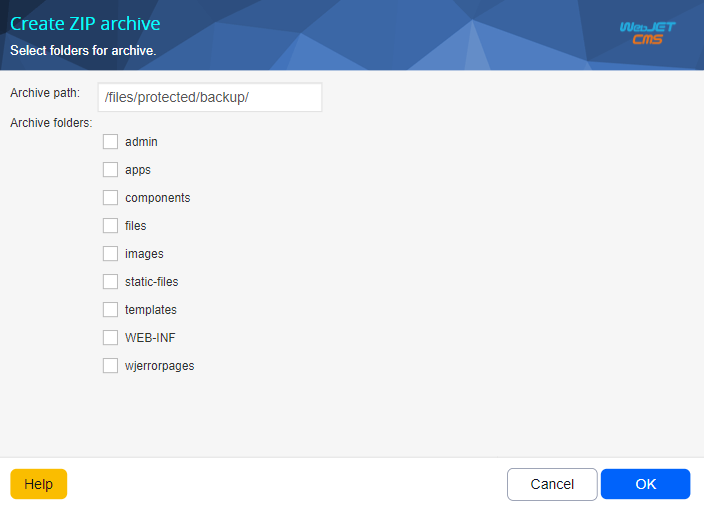 Create ZIP archive
Select folders for archive.
WebJET
CMS
Archive path: /files/protected/backup/
Archive folders:
admin
apps
components
files
images
static-files
templates
WEB-INF
wjerrorpages
Help Cancel OK